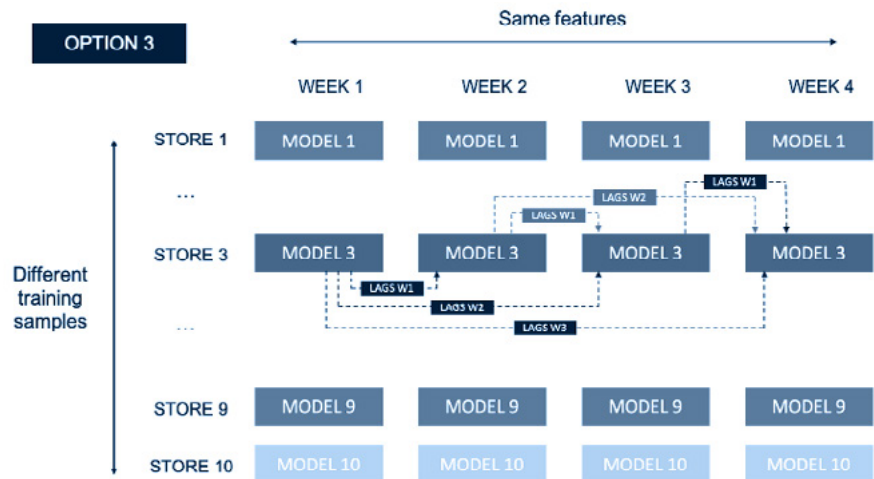 Same features
OPTION 3
WEEK 1 WEEK 2 WEEK 3 WEEK 4
STORE 1 MODEL 1 MODEL 1 MODEL 1 MODEL 1
...
LAGS W1
LAGS W2
LAGS W1
STORE 3 MODEL 3 MODEL 3 MODEL 3 MODEL 3
Different
training
samples
LAGS W1
LAGS W2
...
LAGS W3
STORE 9 MODEL 9 MODEL 9 MODEL 9 MODEL 9
STORE 10 MODEL 10 MODEL 10 MODEL 10 MODEL 10